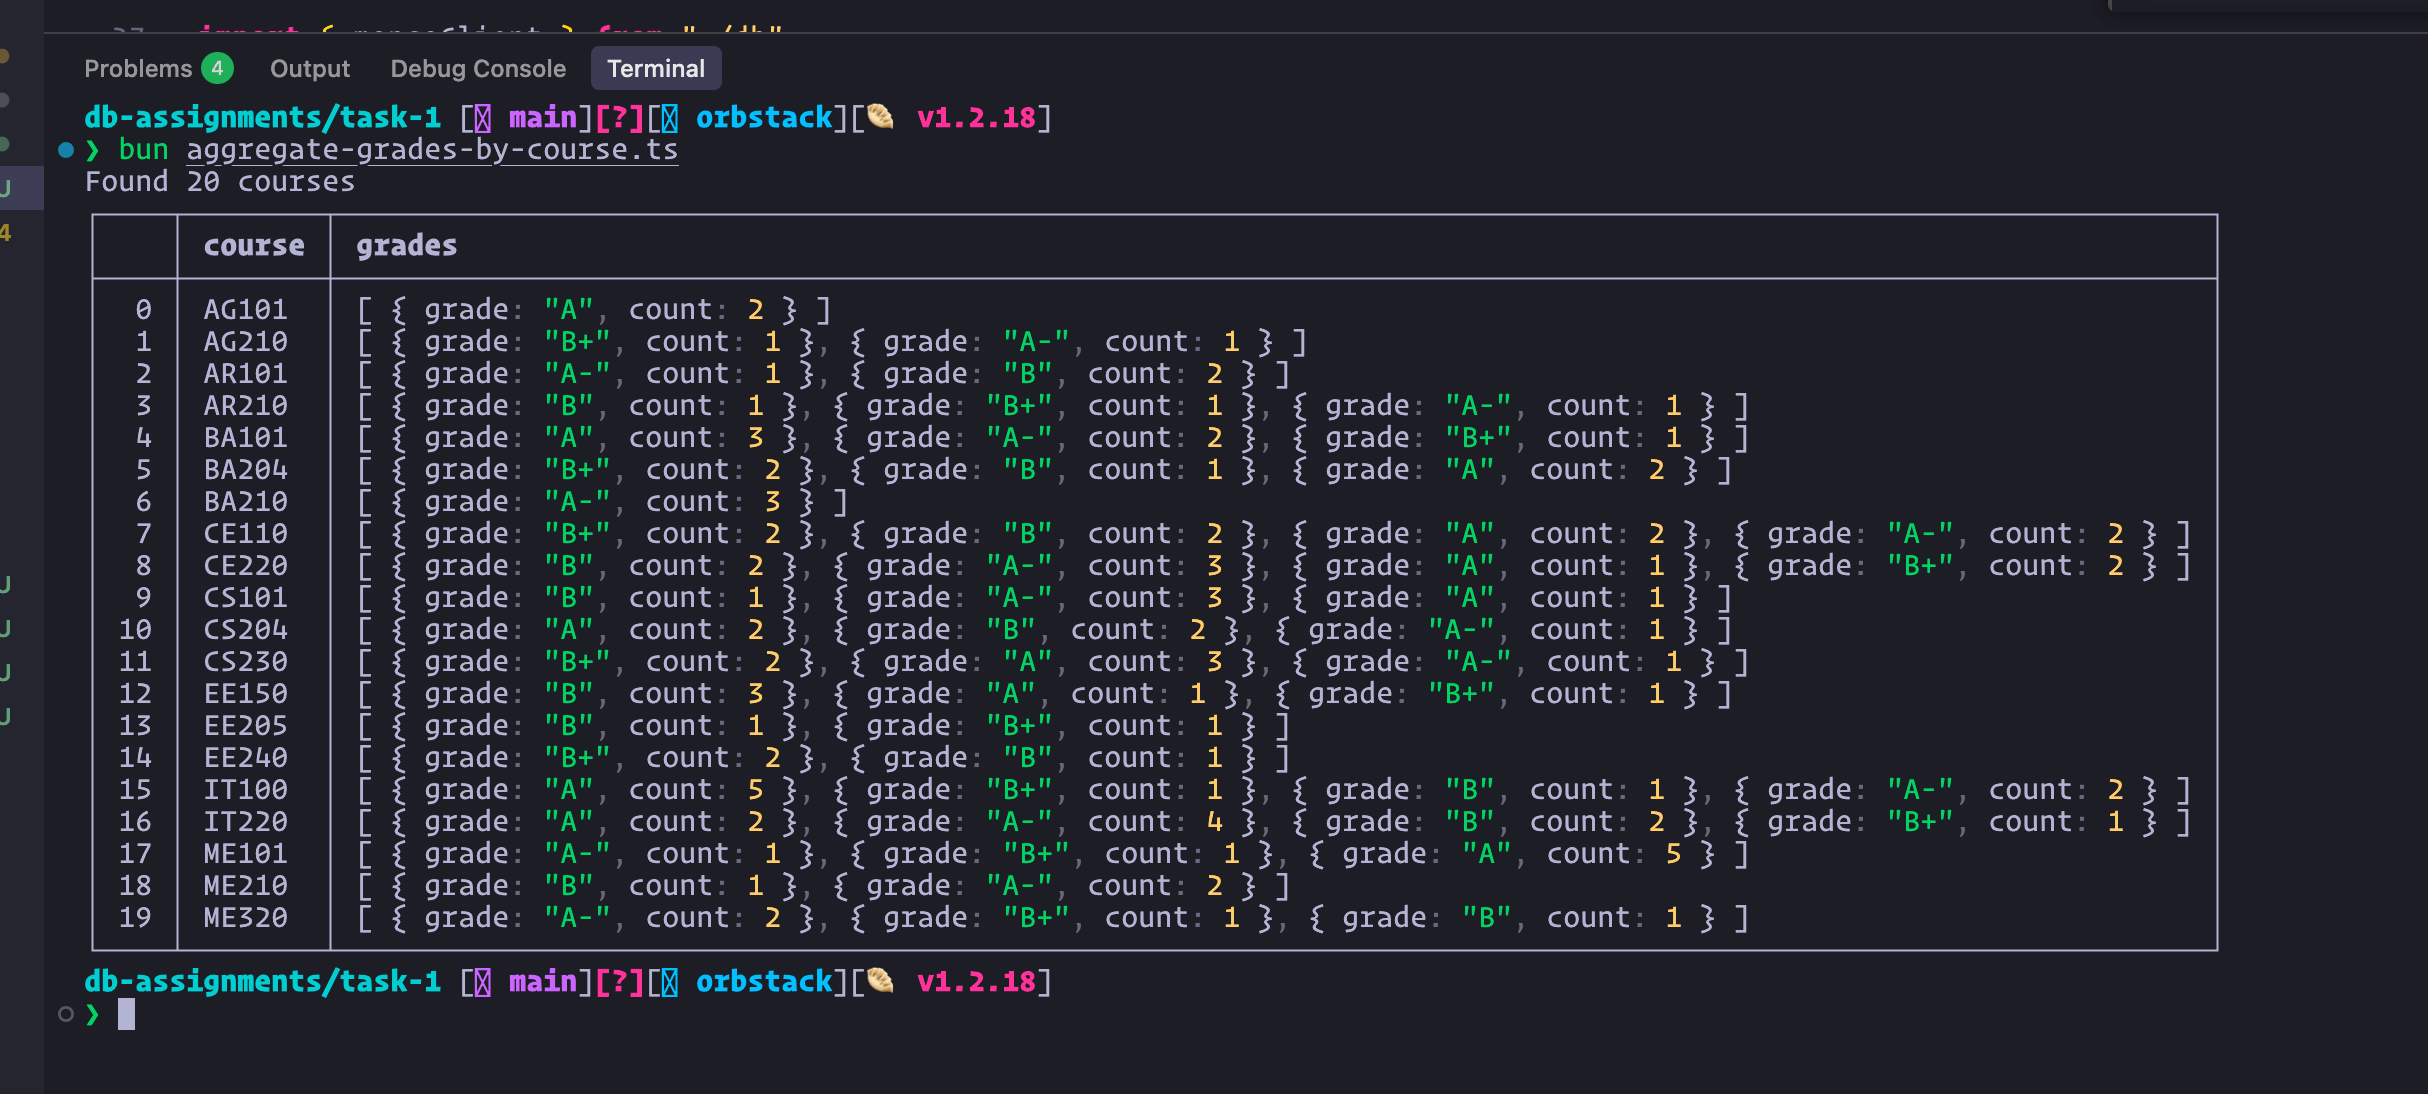 Problems 4 Output Debug Console Terminal
db-assignments/task-1 [ main][?][ orbstack][🥟 v1.2.18]
❯ bun aggregate-grades-by-course.ts
Found 20 courses
course grades
0 AG101 [ { grade: "A", count: 2 } ]
1 AG210 [ { grade: "B+", count: 1 }, { grade: "A-", count: 1 } ]
2 AR101 [ { grade: "A-", count: 1 }, { grade: "B", count: 2 } ]
3 AR210 [ { grade: "B", count: 1 }, { grade: "B+", count: 1 }, { grade: "A-", count: 1 } ]
4 BA101 [ { grade: "A", count: 3 }, { grade: "A-", count: 2 }, { grade: "B+", count: 1 } ]
5 BA204 [ { grade: "B+", count: 2 }, { grade: "B", count: 1 }, { grade: "A", count: 2 } ]
6 BA210 [ { grade: "A-", count: 3 } ]
7 CE110 [ { grade: "B+", count: 2 }, { grade: "B", count: 2 }, { grade: "A", count: 2 }, { grade: "A-", count: 2 } ]
8 CE220 [ { grade: "B", count: 2 }, { grade: "A-", count: 3 }, { grade: "A", count: 1 }, { grade: "B+", count: 2 } ]
9 CS101 [ { grade: "B", count: 1 }, { grade: "A-", count: 3 }, { grade: "A", count: 1 } ]
10 CS204 [ { grade: "A", count: 2 }, { grade: "B", count: 2 }, { grade: "A-", count: 1 } ]
11 CS230 [ { grade: "B+", count: 2 }, { grade: "A", count: 3 }, { grade: "A-", count: 1 } ]
12 EE150 [ { grade: "B", count: 3 }, { grade: "A", count: 1 }, { grade: "B+", count: 1 } ]
13 EE205 [ { grade: "B", count: 1 }, { grade: "B+", count: 1 } ]
14 EE240 [ { grade: "B+", count: 2 }, { grade: "B", count: 1 } ]
15 IT100 [ { grade: "A", count: 5 }, { grade: "B+", count: 1 }, { grade: "B", count: 1 }, { grade: "A-", count: 2 } ]
16 IT220 [ { grade: "A", count: 2 }, { grade: "A-", count: 4 }, { grade: "B", count: 2 }, { grade: "B+", count: 1 } ]
17 ME101 [ { grade: "A-", count: 1 }, { grade: "B+", count: 1 }, { grade: "A", count: 5 } ]
18 ME210 [ { grade: "B", count: 1 }, { grade: "A-", count: 2 } ]
19 ME320 [ { grade: "A-", count: 2 }, { grade: "B+", count: 1 }, { grade: "B", count: 1 } ]
db-assignments/task-1 [ main][?][ orbstack][🥟 v1.2.18]
❯